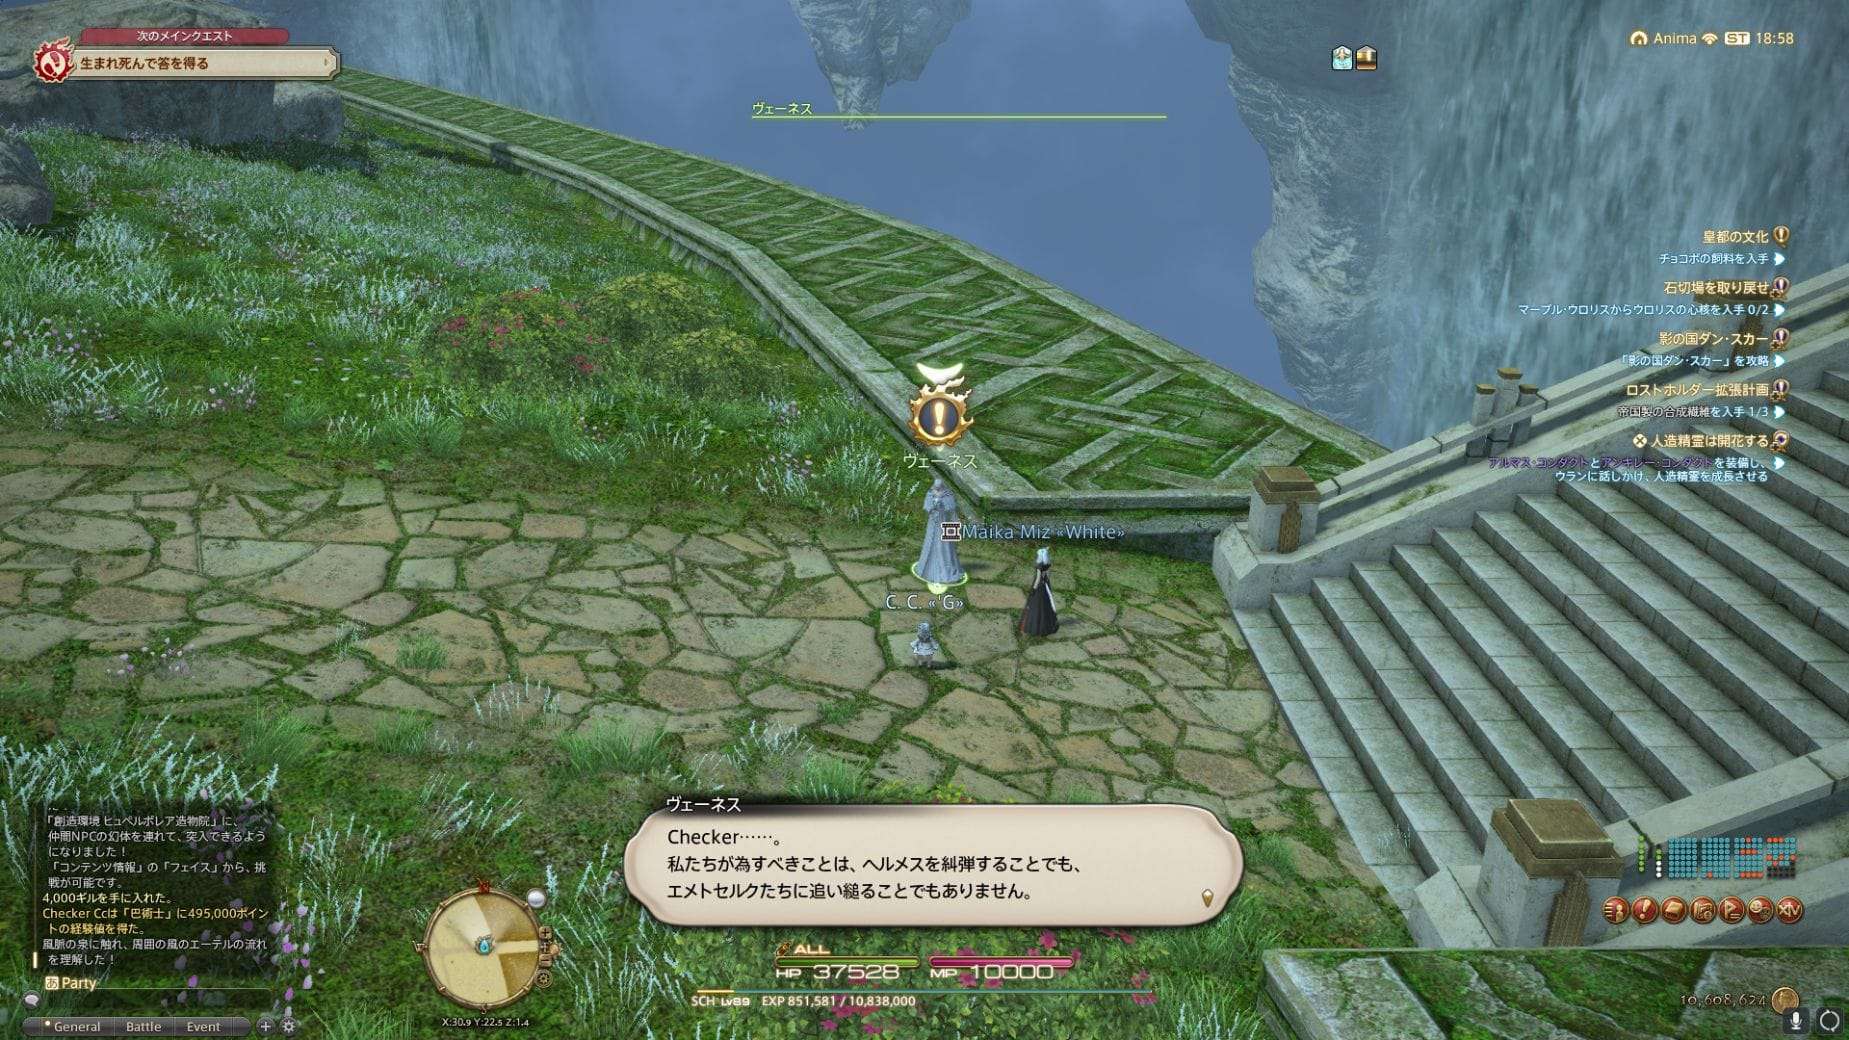 次のメインクエスト
生まれ死んで答を得る
Anima ST 18:58
ヴェーネス
皇都の文化
チョコボの飼料を入手
石切場を取り戻せ
マーブル・ウロリスからウロリスの心核を入手 0/2
影の国ダン・スカー
「影の国ダン・スカー」を攻略
ロストホルダー拡張計画
帝国製の合成繊維を入手 1/3
人造精霊は開花する
アルマス・コンダクトとアンキレー・コンダクトを装備し、
ウランに話しかけ、人造精霊を成長させる
ヴェーネス
Maika Miz «White»
C. C. «'G»
ヴェーネス
Checker……。
私たちが為すべきことは、ヘルメスを糾弾することでも、
エメトセルクたちに追い縋ることでもありません。
「創造環境 ヒュペルボレア造物院」に、
仲間NPCの幻体を連れて、突入できるよう
になりました！
「コンテンツ情報」の「フェイス」から、挑
戦が可能です。
4,000ギルを手に入れた。
Checker Ccは「巴術士」に495,000ポイン
トの経験値を得た。
風脈の泉に触れ、周囲の風のエーテルの流れ
を理解した！
あ Party
General Battle Event
N
X:30.9 Y:22.5 Z:1.4
ALL
HP 37528 MP 10000
SCH Lv89 EXP 851,581 / 10,838,000
XIV
10,608,624